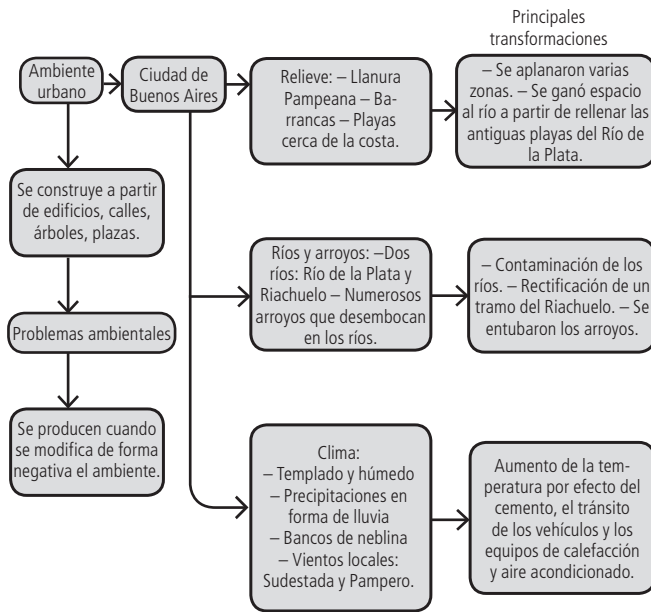 Principales
transformaciones
Ambiente
urbano
Ciudad de
Buenos Aires
Relieve: – Llanura
Pampeana – Ba-
rrancas – Playas
cerca de la costa.
– Se aplanaron varias
zonas. – Se ganó espacio
al río a partir de rellenar las
antiguas playas del Río de
la Plata.
Se construye a partir
de edificios, calles,
árboles, plazas.
Ríos y arroyos: –Dos
ríos: Río de la Plata y
Riachuelo – Numerosos
arroyos que desembocan
en los ríos.
– Contaminación de los
ríos. – Rectificación de un
tramo del Riachuelo. – Se
entubaron los arroyos.
Problemas ambientales
Se producen cuando
se modifica de forma
negativa el ambiente.
Clima:
– Templado y húmedo
– Precipitaciones en
forma de lluvia
– Bancos de neblina
– Vientos locales:
Sudestada y Pampero.
Aumento de la tem-
peratura por efecto del
cemento, el tránsito
de los vehículos y los
equipos de calefacción
y aire acondicionado.